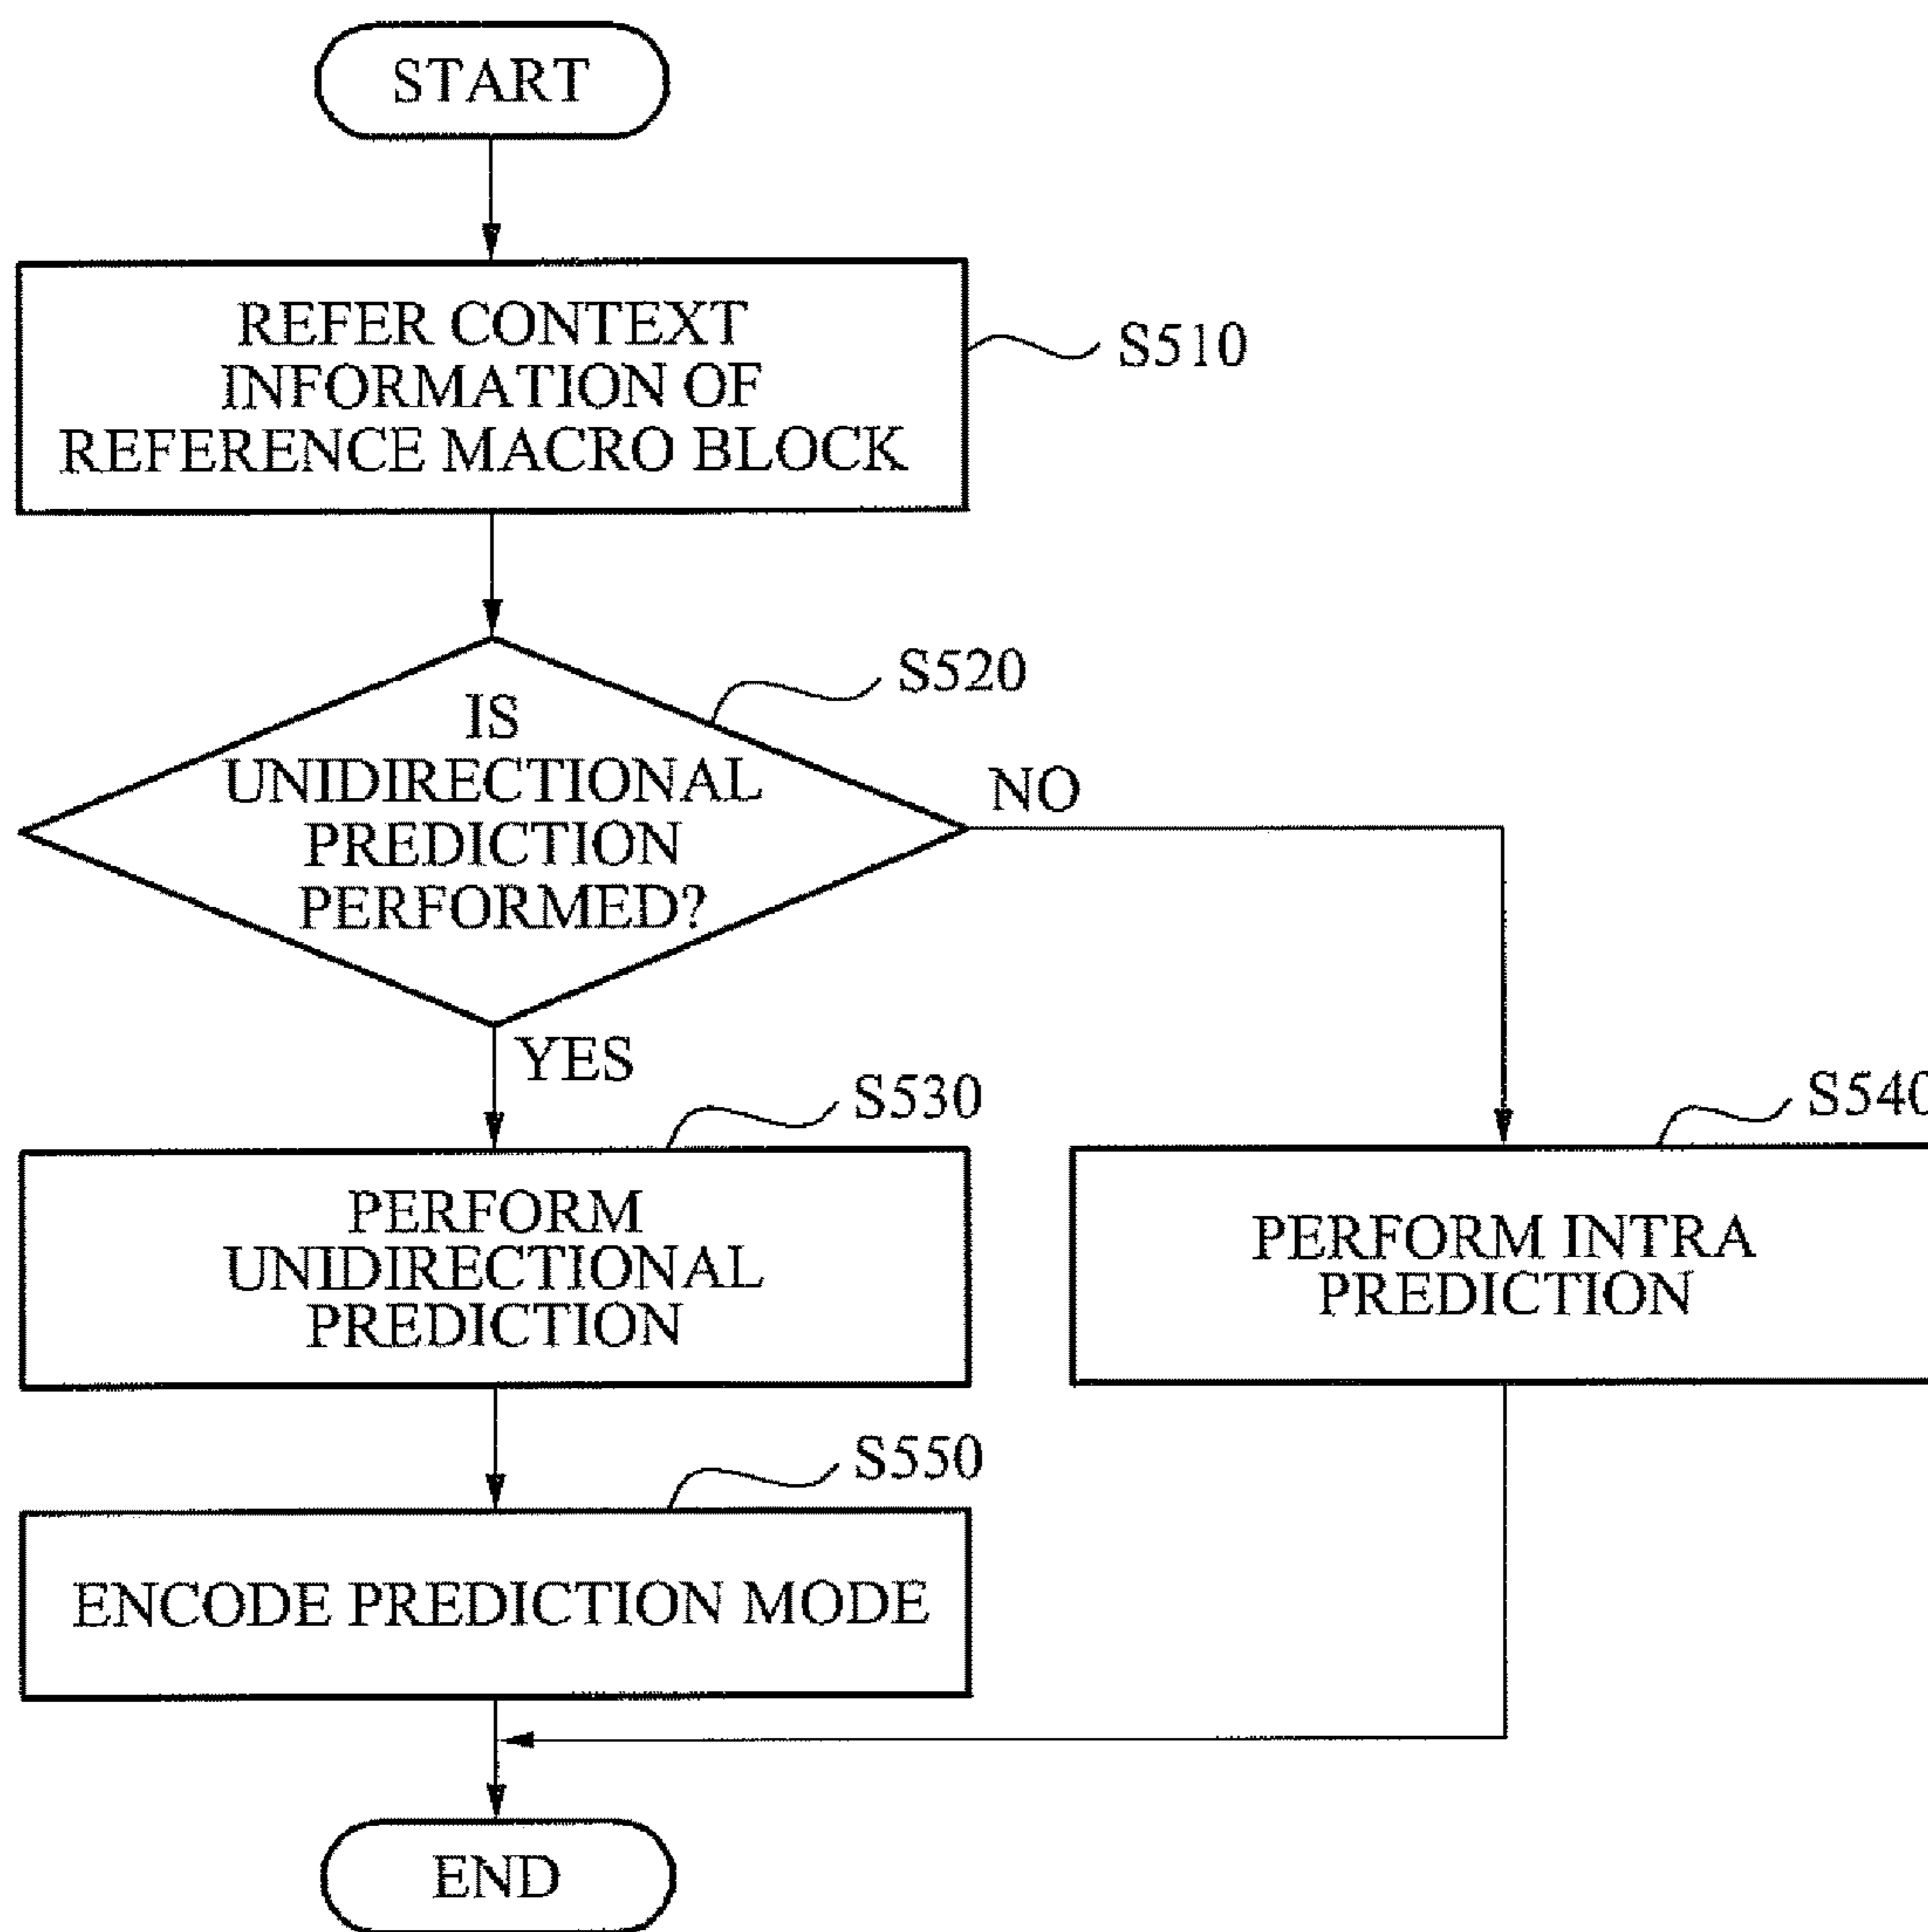 START
REFER CONTEXT
INFORMATION OF
REFERENCE MACRO BLOCK
S510
S520
IS
UNIDIRECTIONAL
PREDICTION
PERFORMED?
NO
YES
S530
S540
PERFORM
UNIDIRECTIONAL
PREDICTION
PERFORM INTRA
PREDICTION
S550
ENCODE PREDICTION MODE
END